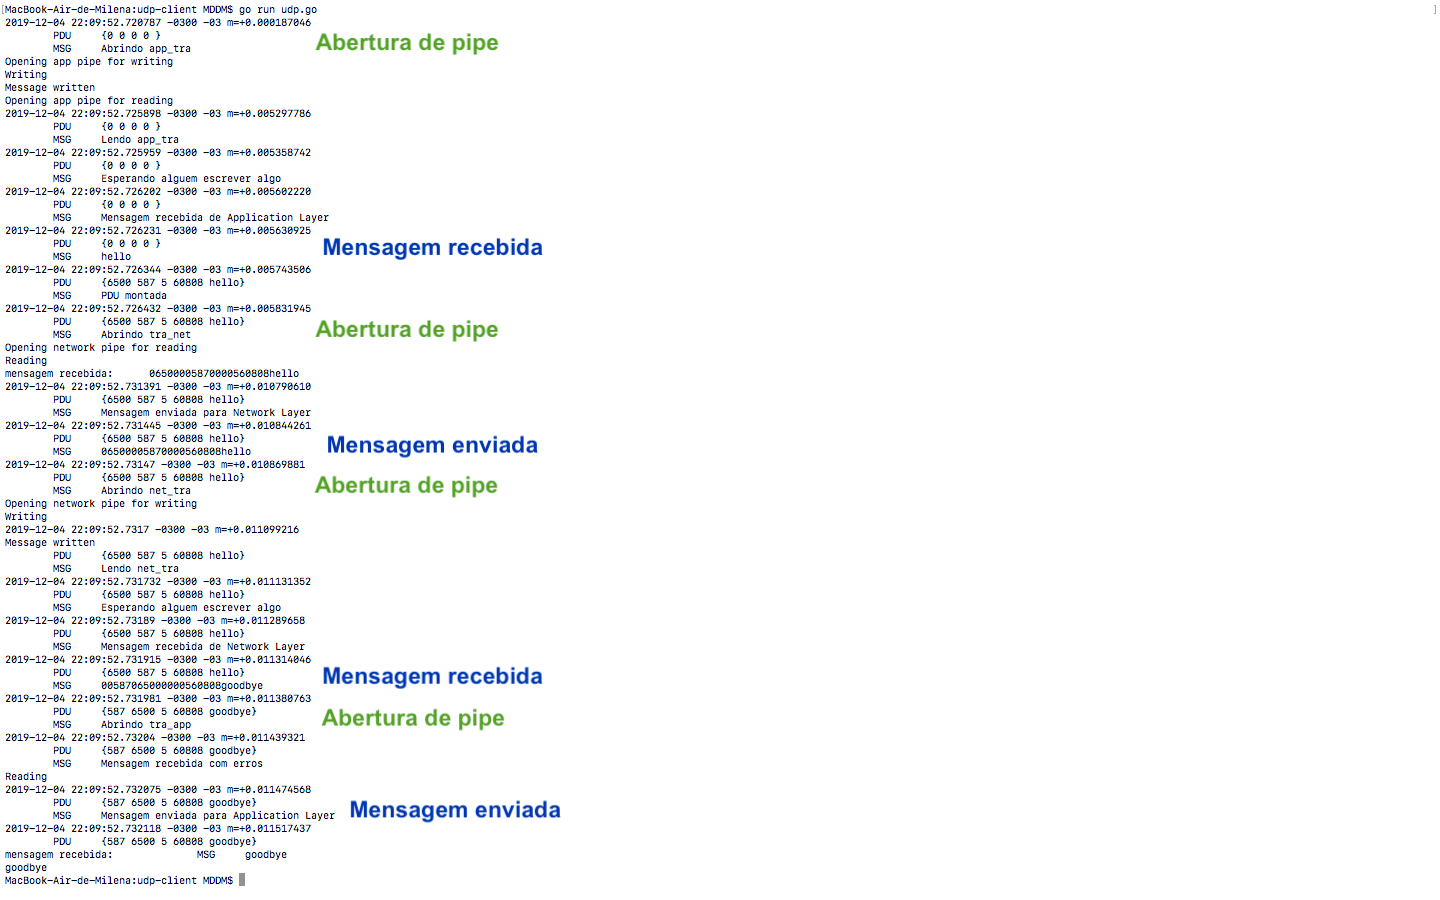 [MacBook-Air-de-Milena:udp-client MDDM$ go run udp.go ]
2019-12-04 22:09:52.720787 -0300 -03 m=+0.000187046
PDU {0 0 0 0 }
Abertura de pipe
MSG Abrindo app_tra
Opening app pipe for writing
Writing
Message written
Opening app pipe for reading
2019-12-04 22:09:52.725898 -0300 -03 m=+0.005297786
PDU {0 0 0 0 }
MSG Lendo app_tra
2019-12-04 22:09:52.725959 -0300 -03 m=+0.005358742
PDU {0 0 0 0 }
MSG Esperando alguem escrever algo
2019-12-04 22:09:52.726202 -0300 -03 m=+0.005602220
PDU {0 0 0 0 }
MSG Mensagem recebida de Application Layer
2019-12-04 22:09:52.726231 -0300 -03 m=+0.005630925
PDU {0 0 0 0 }
Mensagem recebida
MSG hello
2019-12-04 22:09:52.726344 -0300 -03 m=+0.005743506
PDU {6500 587 5 60808 hello}
MSG PDU montada
2019-12-04 22:09:52.726432 -0300 -03 m=+0.005831945
PDU {6500 587 5 60808 hello}
Abertura de pipe
MSG Abrindo tra_net
Opening network pipe for reading
Reading
mensagem recebida: 06500005870000560808hello
2019-12-04 22:09:52.731391 -0300 -03 m=+0.010790610
PDU {6500 587 5 60808 hello}
MSG Mensagem enviada para Network Layer
2019-12-04 22:09:52.731445 -0300 -03 m=+0.010844261
PDU {6500 587 5 60808 hello}
Mensagem enviada
MSG 06500005870000560808hello
2019-12-04 22:09:52.73147 -0300 -03 m=+0.010869881
PDU {6500 587 5 60808 hello}
Abertura de pipe
MSG Abrindo net_tra
Opening network pipe for writing
Writing
2019-12-04 22:09:52.7317 -0300 -03 m=+0.011099216
Message written
PDU {6500 587 5 60808 hello}
MSG Lendo net_tra
2019-12-04 22:09:52.731732 -0300 -03 m=+0.011131352
PDU {6500 587 5 60808 hello}
MSG Esperando alguem escrever algo
2019-12-04 22:09:52.73189 -0300 -03 m=+0.011289658
PDU {6500 587 5 60808 hello}
MSG Mensagem recebida de Network Layer
2019-12-04 22:09:52.731915 -0300 -03 m=+0.011314046
PDU {6500 587 5 60808 hello}
Mensagem recebida
MSG 00587065000000560808goodbye
2019-12-04 22:09:52.731981 -0300 -03 m=+0.011380763
PDU {587 6500 5 60808 goodbye}
Abertura de pipe
MSG Abrindo tra_app
2019-12-04 22:09:52.73204 -0300 -03 m=+0.011439321
PDU {587 6500 5 60808 goodbye}
MSG Mensagem recebida com erros
Reading
2019-12-04 22:09:52.732075 -0300 -03 m=+0.011474568
PDU {587 6500 5 60808 goodbye}
Mensagem enviada
MSG Mensagem enviada para Application Layer
2019-12-04 22:09:52.732118 -0300 -03 m=+0.011517437
PDU {587 6500 5 60808 goodbye}
mensagem recebida: MSG goodbye
goodbye
MacBook-Air-de-Milena:udp-client MDDM$